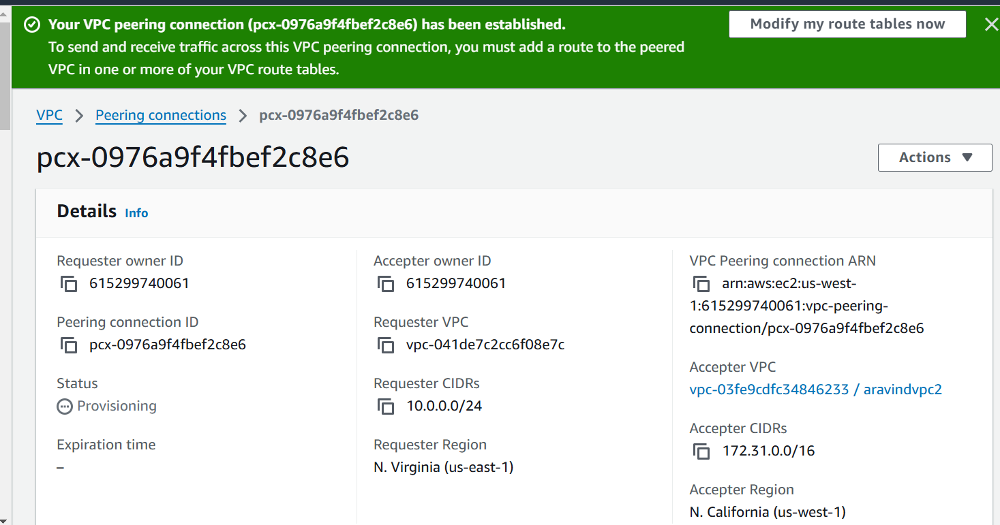 Your VPC peering connection (pcx-0976a9f4fbef2c8e6) has been established.
Modify my route tables now
To send and receive traffic across this VPC peering connection, you must add a route to the peered
VPC in one or more of your VPC route tables.
VPC
Peering connections
pcx-0976a9f4fbef2c8e6
pcx-0976a9f4fbef2c8e6
Actions
Details Info
Requester owner ID
615299740061
Peering connection ID
pcx-0976a9f4fbef2c8e6
Status
Provisioning
Expiration time
–
Accepter owner ID
615299740061
Requester VPC
vpc-041de7c2cc6f08e7c
Requester CIDRs
10.0.0.0/24
Requester Region
N. Virginia (us-east-1)
VPC Peering connection ARN
arn:aws:ec2:us-west-
1:615299740061:vpc-peering-
connection/pcx-0976a9f4fbef2c8e6
Accepter VPC
vpc-03fe9cdfc34846233 / aravindvpc2
Accepter CIDRs
172.31.0.0/16
Accepter Region
N. California (us-west-1)